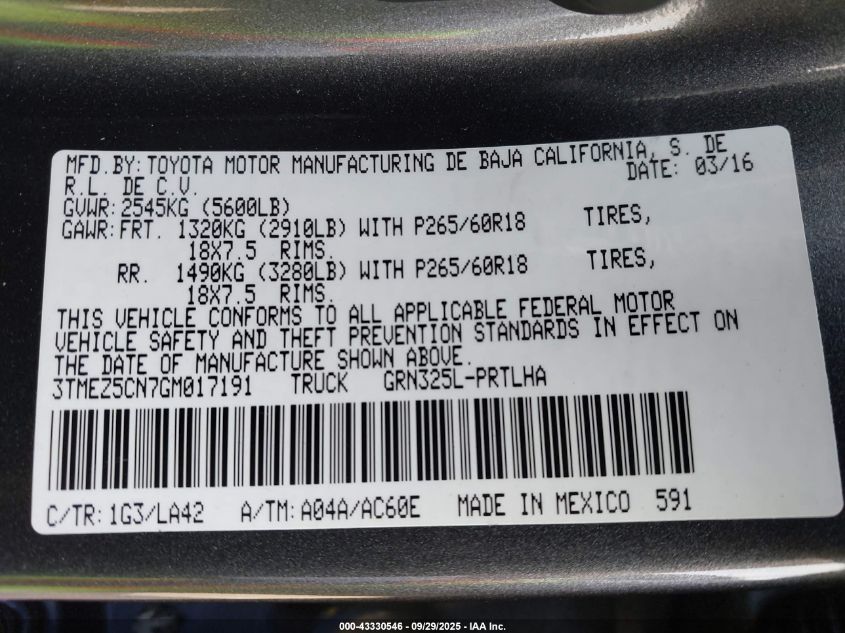 MFD.BY:TOYOTA MOTOR MANUFACTURING DE BAJA CALIFORNIA, S. DE
R.L. DE C.V. DATE: 03/16
GVWR:2545KG (5600LB)
GAWR:FRT. 1320KG (2910LB) WITH P265/60R18 TIRES,
18X7.5 RIMS.
RR. 1490KG (3280LB) WITH P265/60R18 TIRES,
18X7.5 RIMS.
THIS VEHICLE CONFORMS TO ALL APPLICABLE FEDERAL MOTOR
VEHICLE SAFETY AND THEFT PREVENTION STANDARDS IN EFFECT ON
THE DATE OF MANUFACTURE SHOWN ABOVE.
3TMEZ5CN7GM017191 TRUCK GRN325L-PRTLHA
C/TR:1G3/LA42 A/TM:A04A/AC60E MADE IN MEXICO 591
000-43330546 - 09/29/2025 - IAA Inc.